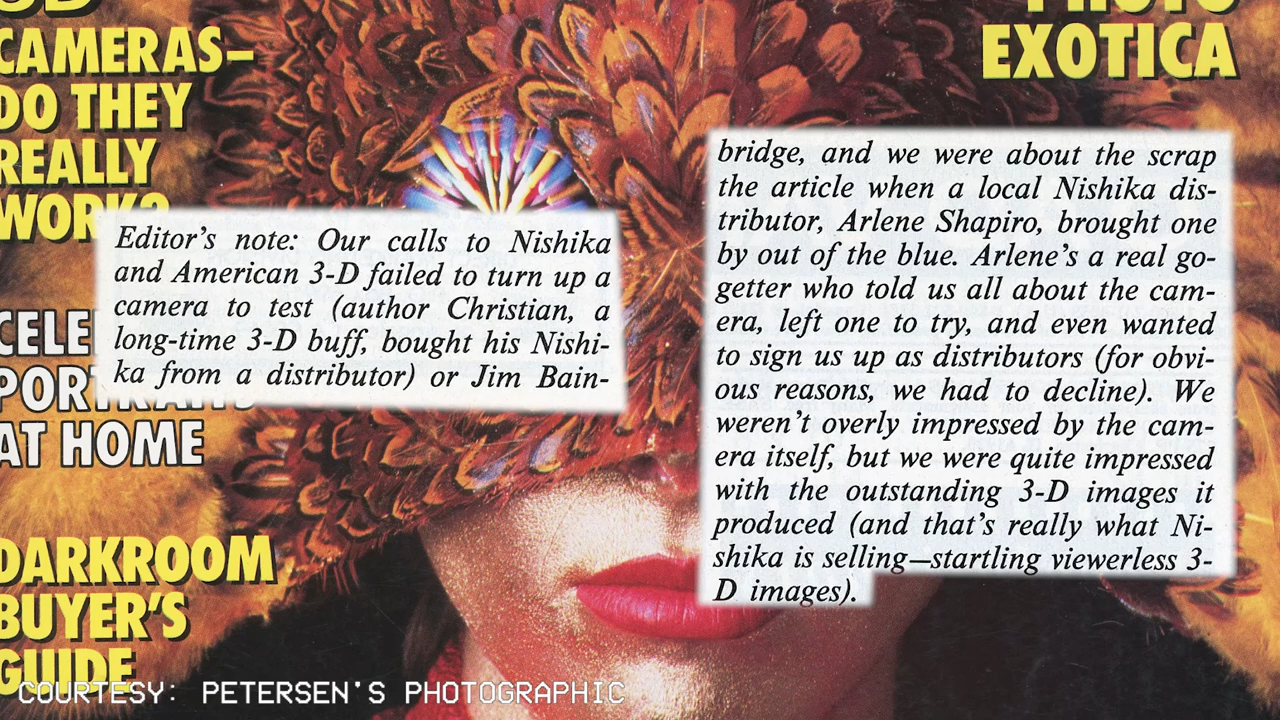 CAMERAS–
DO THEY
REALLY
WORK?
PHOTO
EXOTICA
Editor's note: Our calls to Nishika
and American 3-D failed to turn up a
camera to test (author Christian, a
long-time 3-D buff, bought his Nishi-
ka from a distributor) or Jim Bain-
bridge, and we were about the scrap
the article when a local Nishika dis-
tributor, Arlene Shapiro, brought one
by out of the blue. Arlene's a real go-
getter who told us all about the cam-
era, left one to try, and even wanted
to sign us up as distributors (for obvi-
ous reasons, we had to decline). We
weren't overly impressed by the cam-
era itself, but we were quite impressed
with the outstanding 3-D images it
produced (and that's really what Ni-
shika is selling—startling viewerless 3-
D images).
CELE
PORTRAITS
AT HOME
DARKROOM
BUYER'S
GUIDE
COURTESY: PETERSEN'S PHOTOGRAPHIC